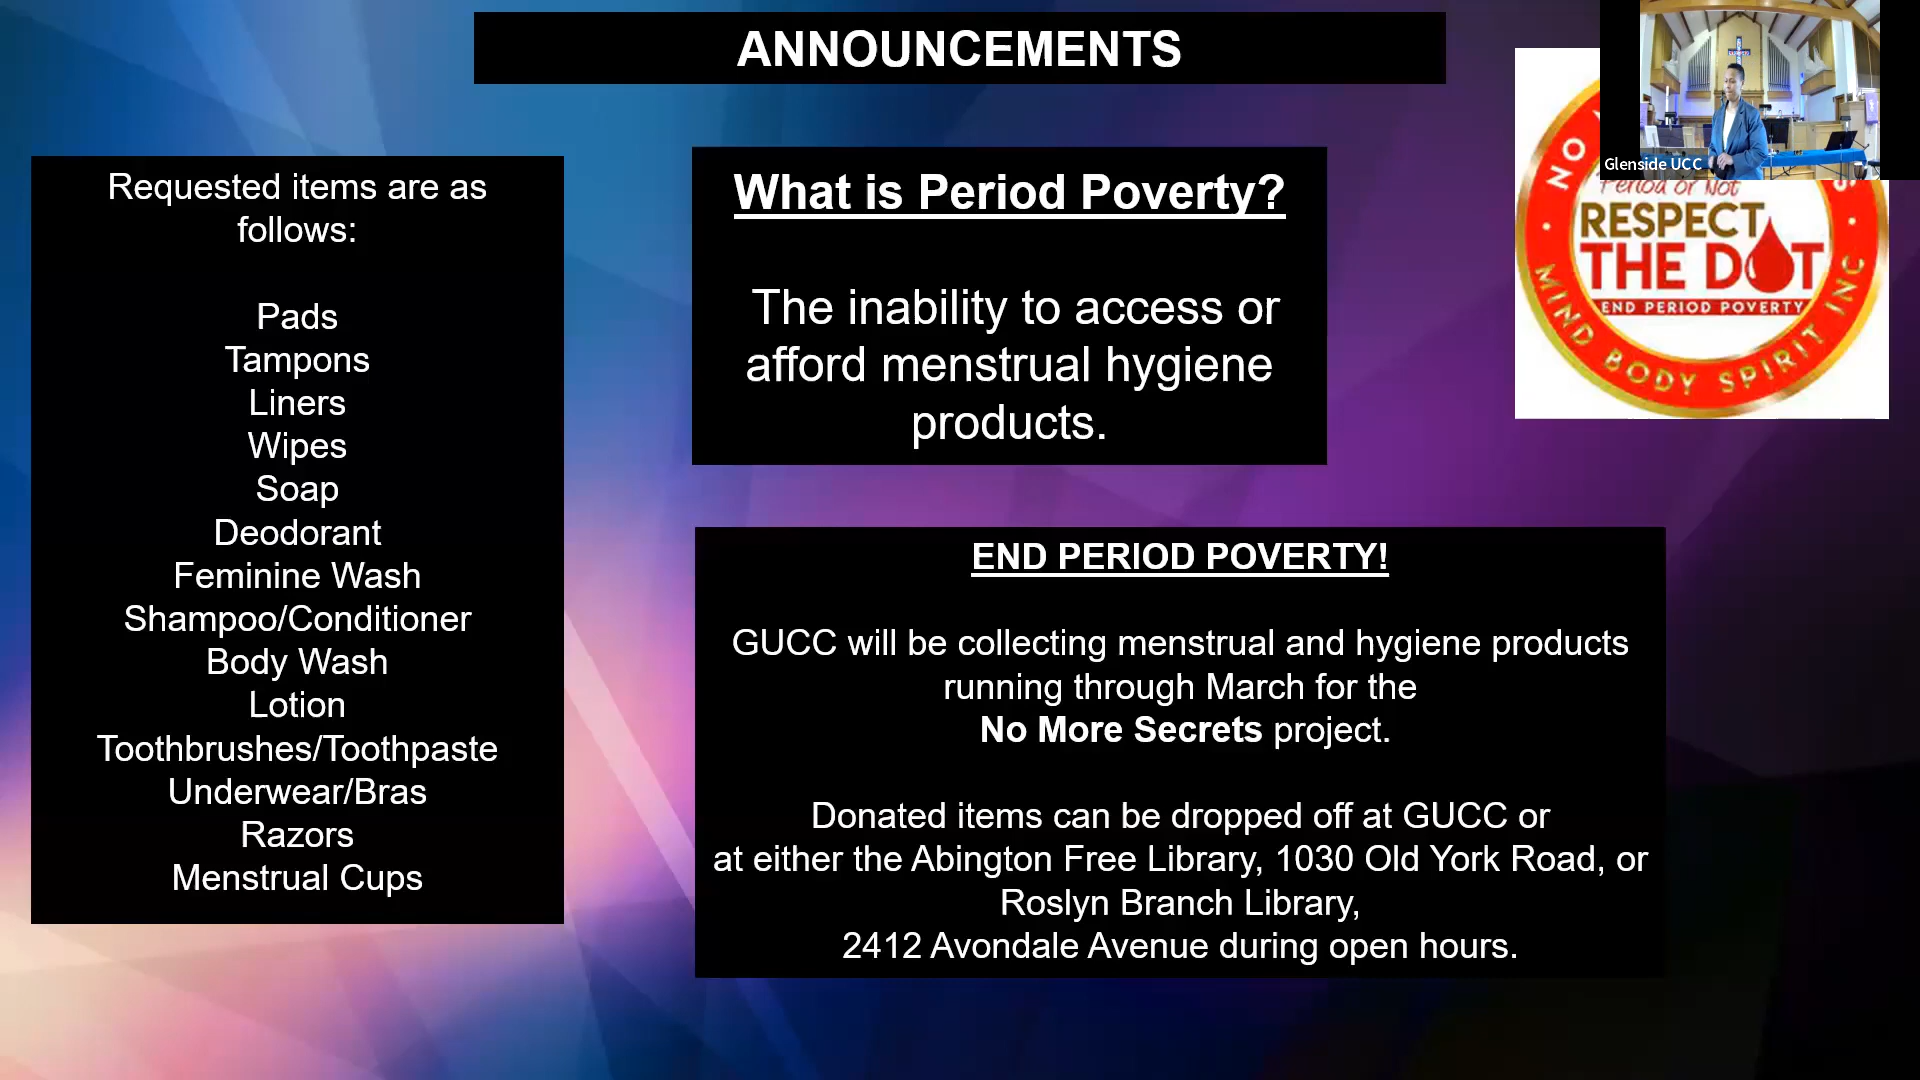 ANNOUNCEMENTS
Requested items are as
follows:
Pads
Tampons
Liners
Wipes
Soap
Deodorant
Feminine Wash
Shampoo/Conditioner
Body Wash
Lotion
Toothbrushes/Toothpaste
Underwear/Bras
Razors
Menstrual Cups
What is Period Poverty?
The inability to access or
afford menstrual hygiene
products.
END PERIOD POVERTY!
GUCC will be collecting menstrual and hygiene products
running through March for the
No More Secrets project.
Donated items can be dropped off at GUCC or
at either the Abington Free Library, 1030 Old York Road, or
Roslyn Branch Library,
2412 Avondale Avenue during open hours.
Glenside UCC
NO
Period or Not
RESPECT
THE DOT
END PERIOD POVERTY
MIND BODY SPIRIT INC